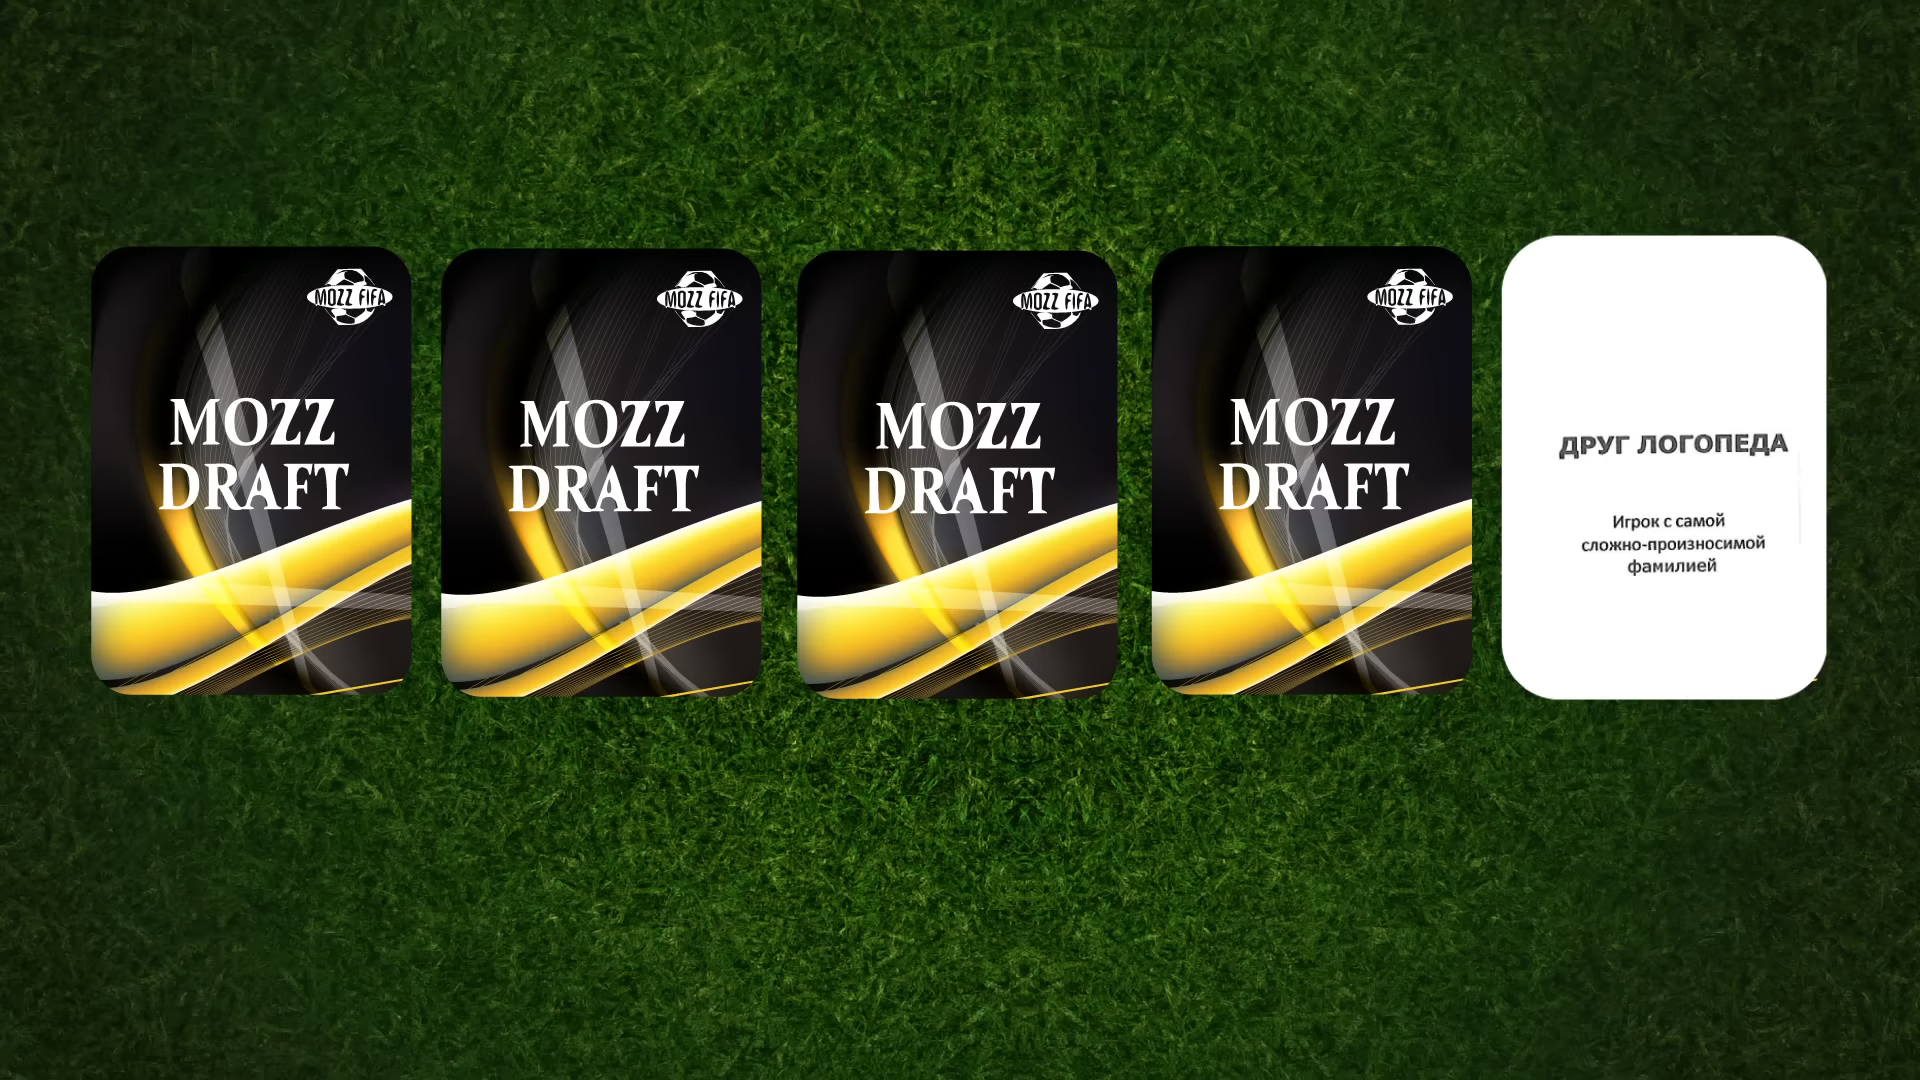 MOZZ FIFA
MOZZ
DRAFT
MOZZ FIFA
MOZZ
DRAFT
MOZZ FIFA
MOZZ
DRAFT
MOZZ FIFA
MOZZ
DRAFT
ДРУГ ЛОГОПЕДА
Игрок с самой
сложно-произносимой
фамилией